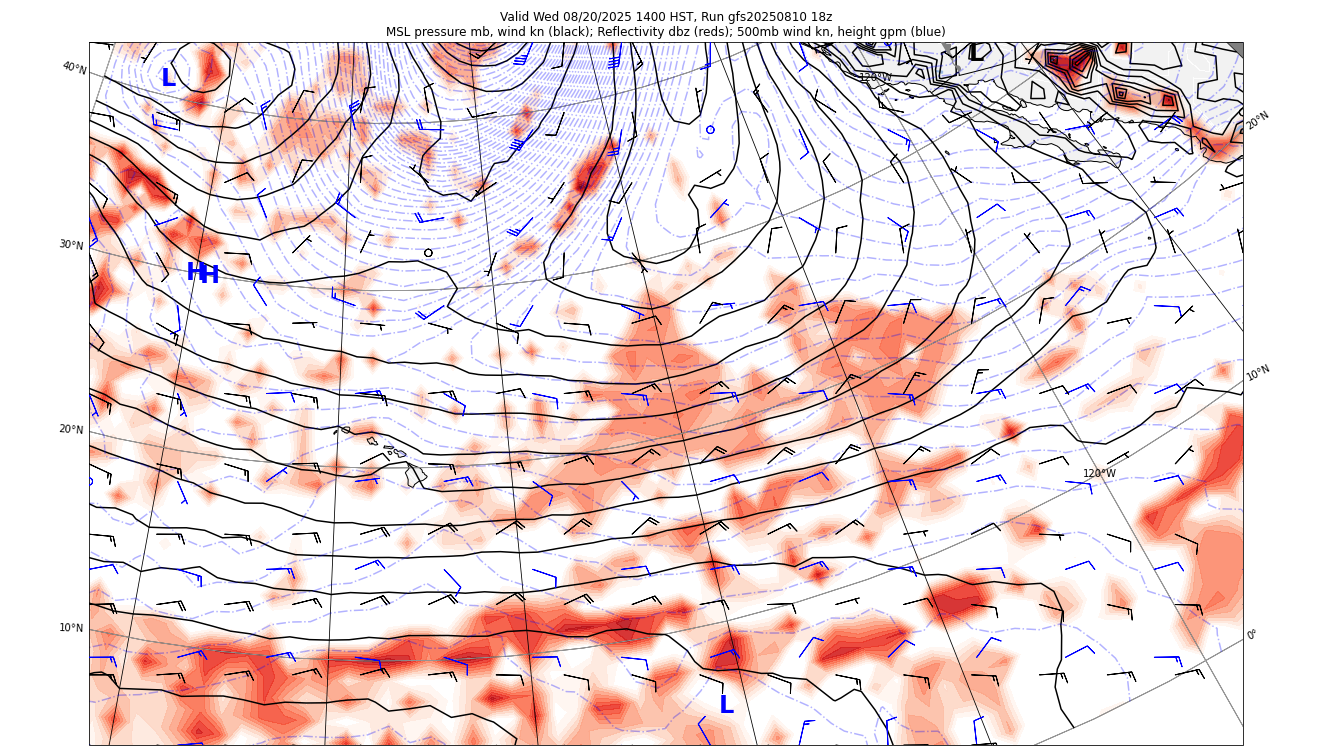 Valid Wed 08/20/2025 1400 HST, Run gfs20250810 18z
MSL pressure mb, wind kn (black); Reflectivity dbz (reds); 500mb wind kn, height gpm (blue)
L
L
40°N
120°W
20°N
30°N
H
H
10°N
20°N
120°W
10°N
0°
L